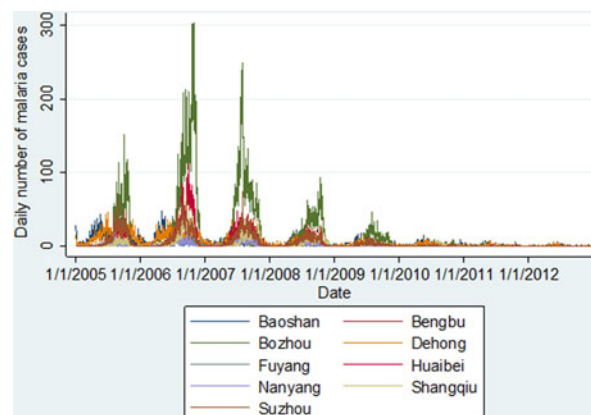 Daily number of malaria cases
300
200
100
0
1/1/2005 1/1/2006 1/1/2007 1/1/2008 1/1/2009 1/1/2010 1/1/2011 1/1/2012
Date
Baoshan Bengbu
Bozhou Dehong
Fuyang Huaibei
Nanyang Shangqiu
Suzhou